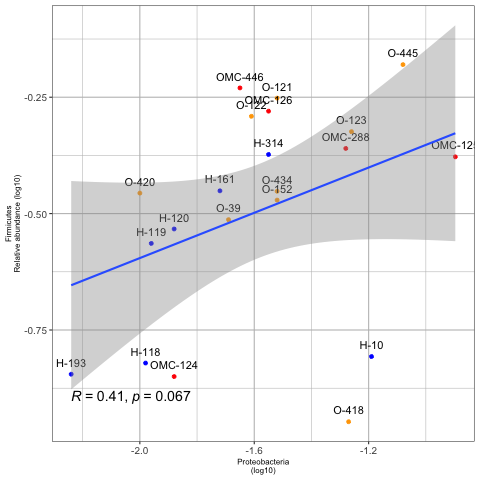 O-445
OMC-446
O-121
OMC-126
O-122
O-123
OMC-288
H-314
OMC-125
O-420
H-161
O-434
O-152
O-39
H-120
H-119
H-193
H-118
OMC-124
H-10
O-418
R = 0.41, p = 0.067
-0.25
-0.50
-0.75
-2.0
-1.6
-1.2
Firmicutes
Relative abundance (log10)
Proteobacteria
(log10)